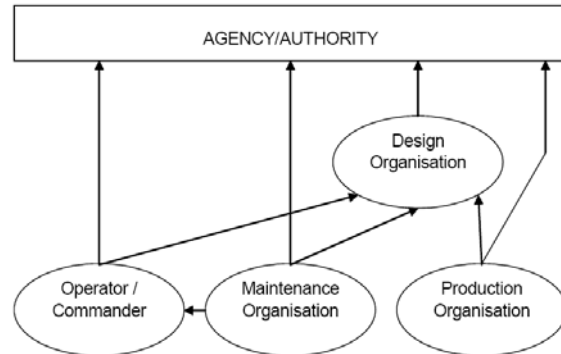 AGENCY/AUTHORITY
Design
Organisation
Operator /
Commander
Maintenance
Organisation
Production
Organisation